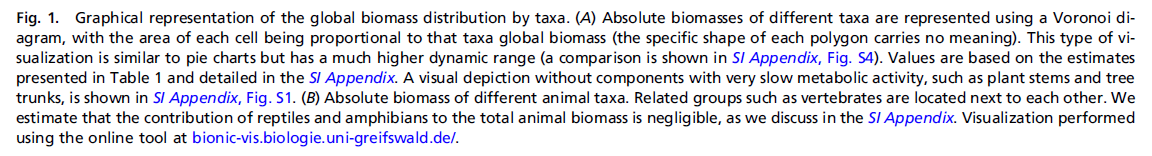 Fig. 1. Graphical representation of the global biomass distribution by taxa. (A) Absolute biomasses of different taxa are represented using a Voronoi di-
agram, with the area of each cell being proportional to that taxa global biomass (the specific shape of each polygon carries no meaning). This type of vi-
sualization is similar to pie charts but has a much higher dynamic range (a comparison is shown in SI Appendix, Fig. S4). Values are based on the estimates
presented in Table 1 and detailed in the SI Appendix. A visual depiction without components with very slow metabolic activity, such as plant stems and tree
trunks, is shown in SI Appendix, Fig. S1. (B) Absolute biomass of different animal taxa. Related groups such as vertebrates are located next to each other. We
estimate that the contribution of reptiles and amphibians to the total animal biomass is negligible, as we discuss in the SI Appendix. Visualization performed
using the online tool at bionic-vis.biologie.uni-greifswald.de/.